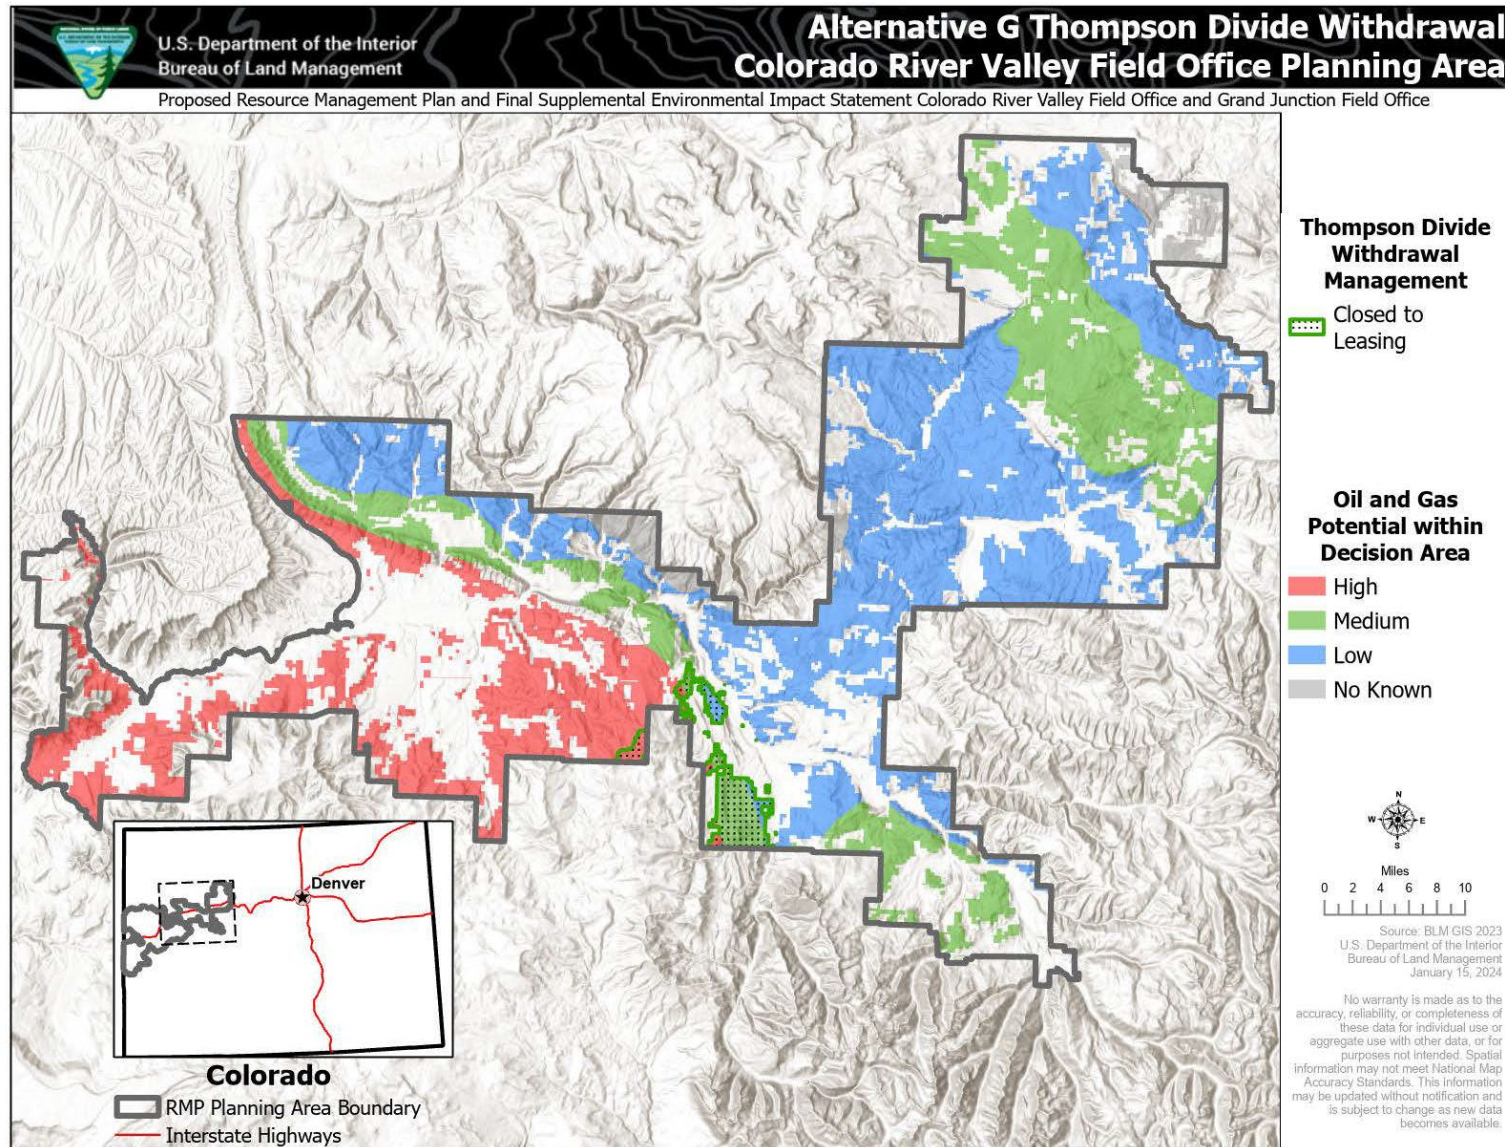 U.S. Department of the Interior
Bureau of Land Management
Alternative G Thompson Divide Withdrawal
Colorado River Valley Field Office Planning Area
Proposed Resource Management Plan and Final Supplemental Environmental Impact Statement Colorado River Valley Field Office and Grand Junction Field Office
Thompson Divide
Withdrawal
Management
Closed to
Leasing
Oil and Gas
Potential within
Decision Area
High
Medium
Low
No Known
N
W
E
S
Miles
0 2 4 6 8 10
Source: BLM GIS 2023
U.S. Department of the Interior
Bureau of Land Management
January 15, 2024
No warranty is made as to the
accuracy, reliability, or completeness of
these data for individual use or
aggregate use with other data, or for
purposes not intended. Spatial
information may not meet National Map
Accuracy Standards. This information
may be updated without notification and
is subject to change as new data
becomes available.
Denver
Colorado
RMP Planning Area Boundary
Interstate Highways